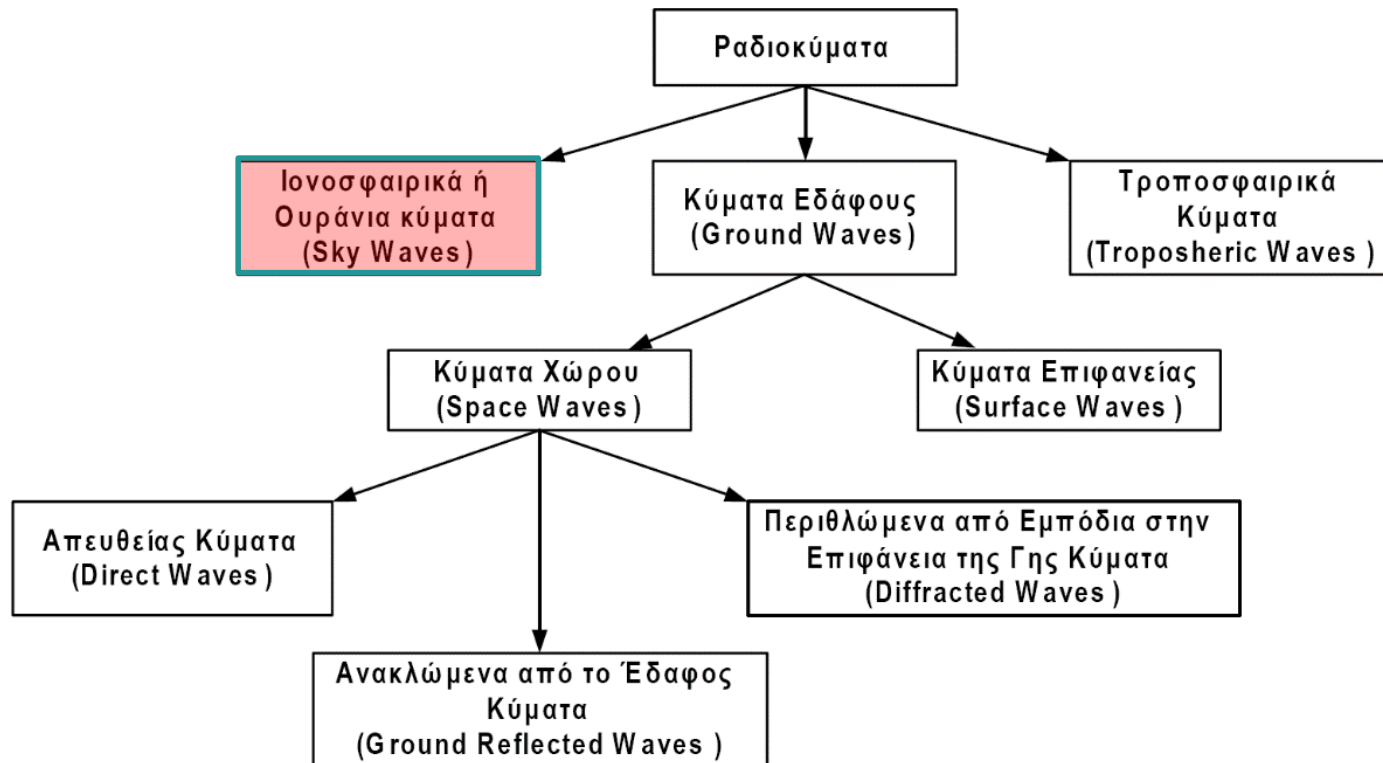 Ραδιοκύματα
Ιονοσφαιρικά ή
Ουράνια κύματα
(Sky Waves)
Κύματα Εδάφους
(Ground Waves)
Τροποσφαιρικά
Κύματα
(Troposheric Waves )
Κύματα Χώρου
(Space Waves)
Κύματα Επιφανείας
(Surface Waves )
Απευθείας Κύματα
(Direct Waves )
Περιθλώμενα από Εμπόδια στην
Επιφάνεια της Γης Κύματα
(Diffracted Waves )
Ανακλώμενα από το Έδαφος
Κύματα
(Ground Reflected Waves )